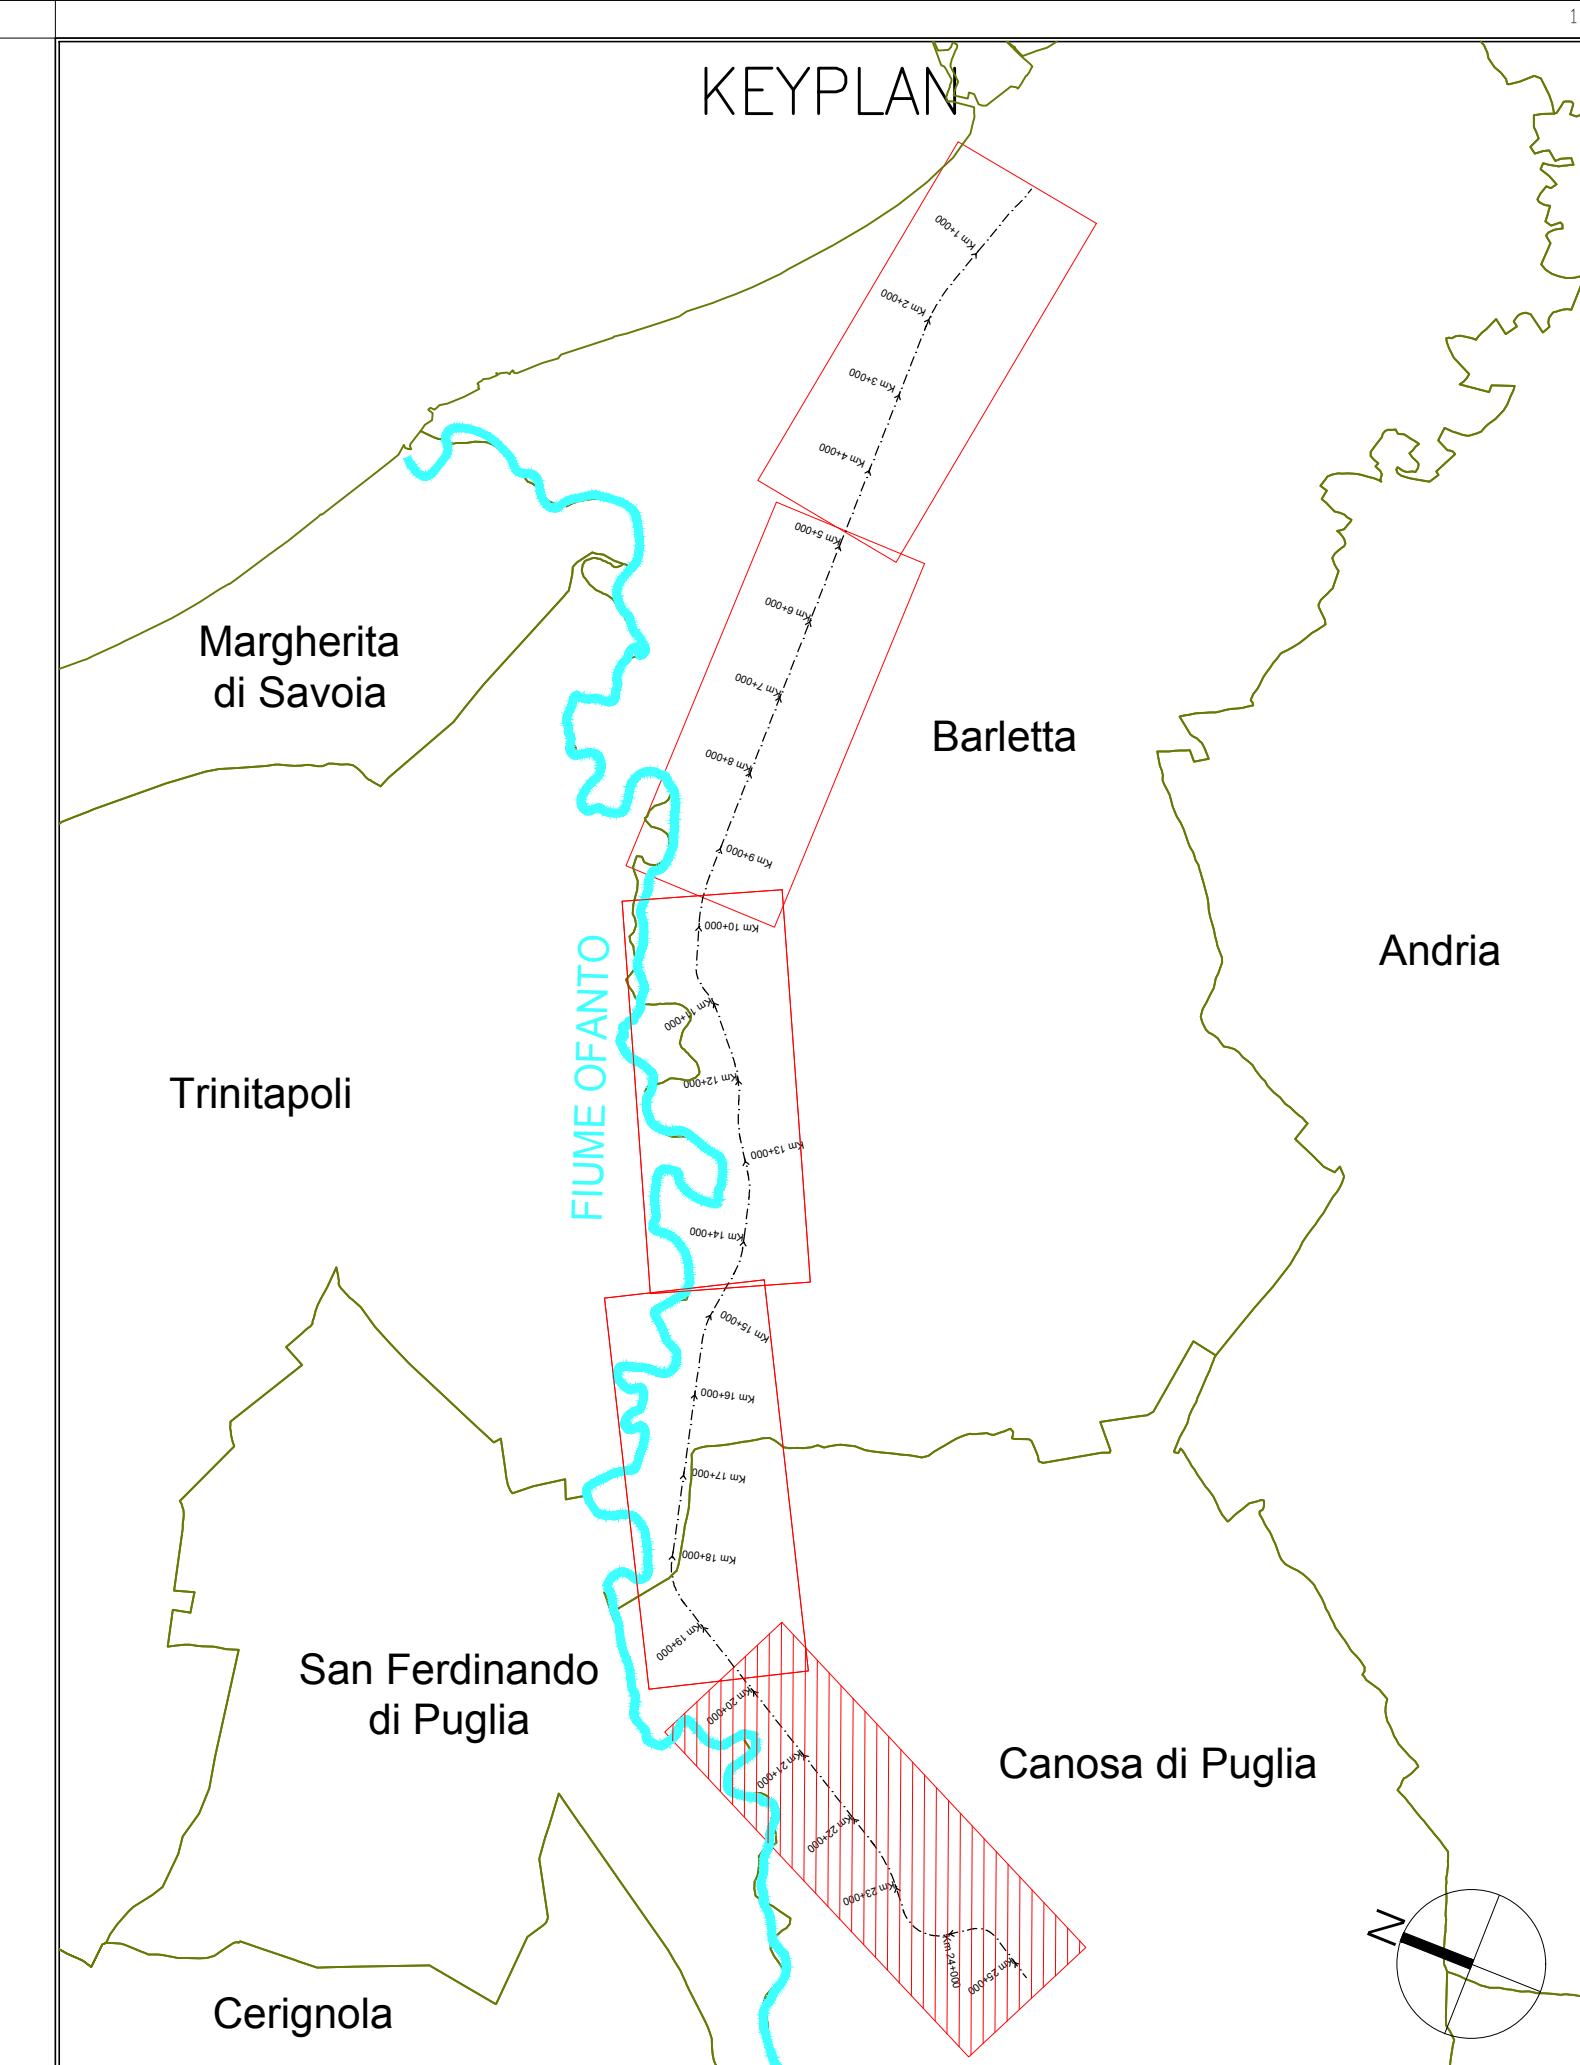 1
KEYPLAN
Km 1+000
Km 2+000
Km 3+000
Km 4+000
Km 5+000
Km 6+000
Margherita
di Savoia
Km 7+000
Barletta
Km 8+000
Km 9+000
Km 10+000
Andria
FIUME OFANTO
Km 11+000
Trinitapoli
Km 12+000
Km 13+000
Km 14+000
Km 15+000
Km 16+000
Km 17+000
Km 18+000
Km 19+000
San Ferdinando
di Puglia
Km 20+000
Canosa di Puglia
Km 21+000
Km 22+000
Km 23+000
N
Km 24+000
Km 25+000
Cerignola